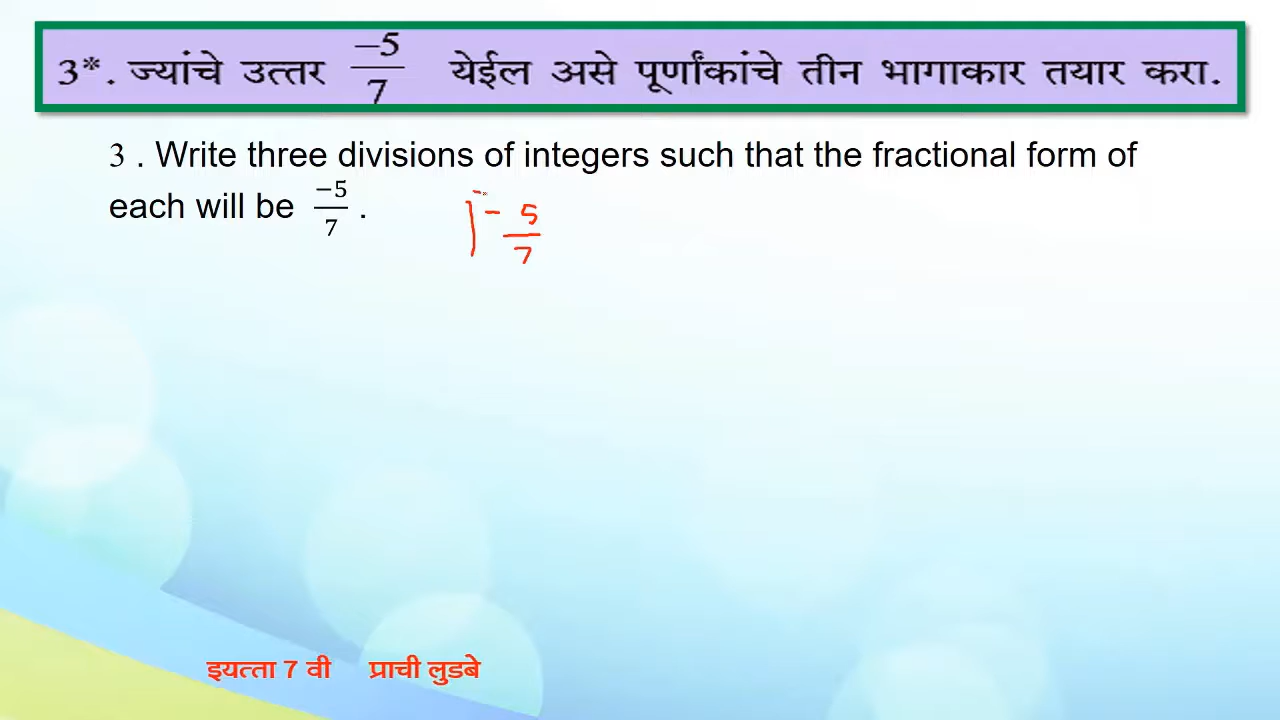 3*. ज्यांचे उत्तर −5/7 येईल असे पूर्णांकांचे तीन भागाकार तयार करा.
3 . Write three divisions of integers such that the fractional form of
each will be −5/7 .
- 5/7
इयत्ता 7 वी प्राची लुडबे